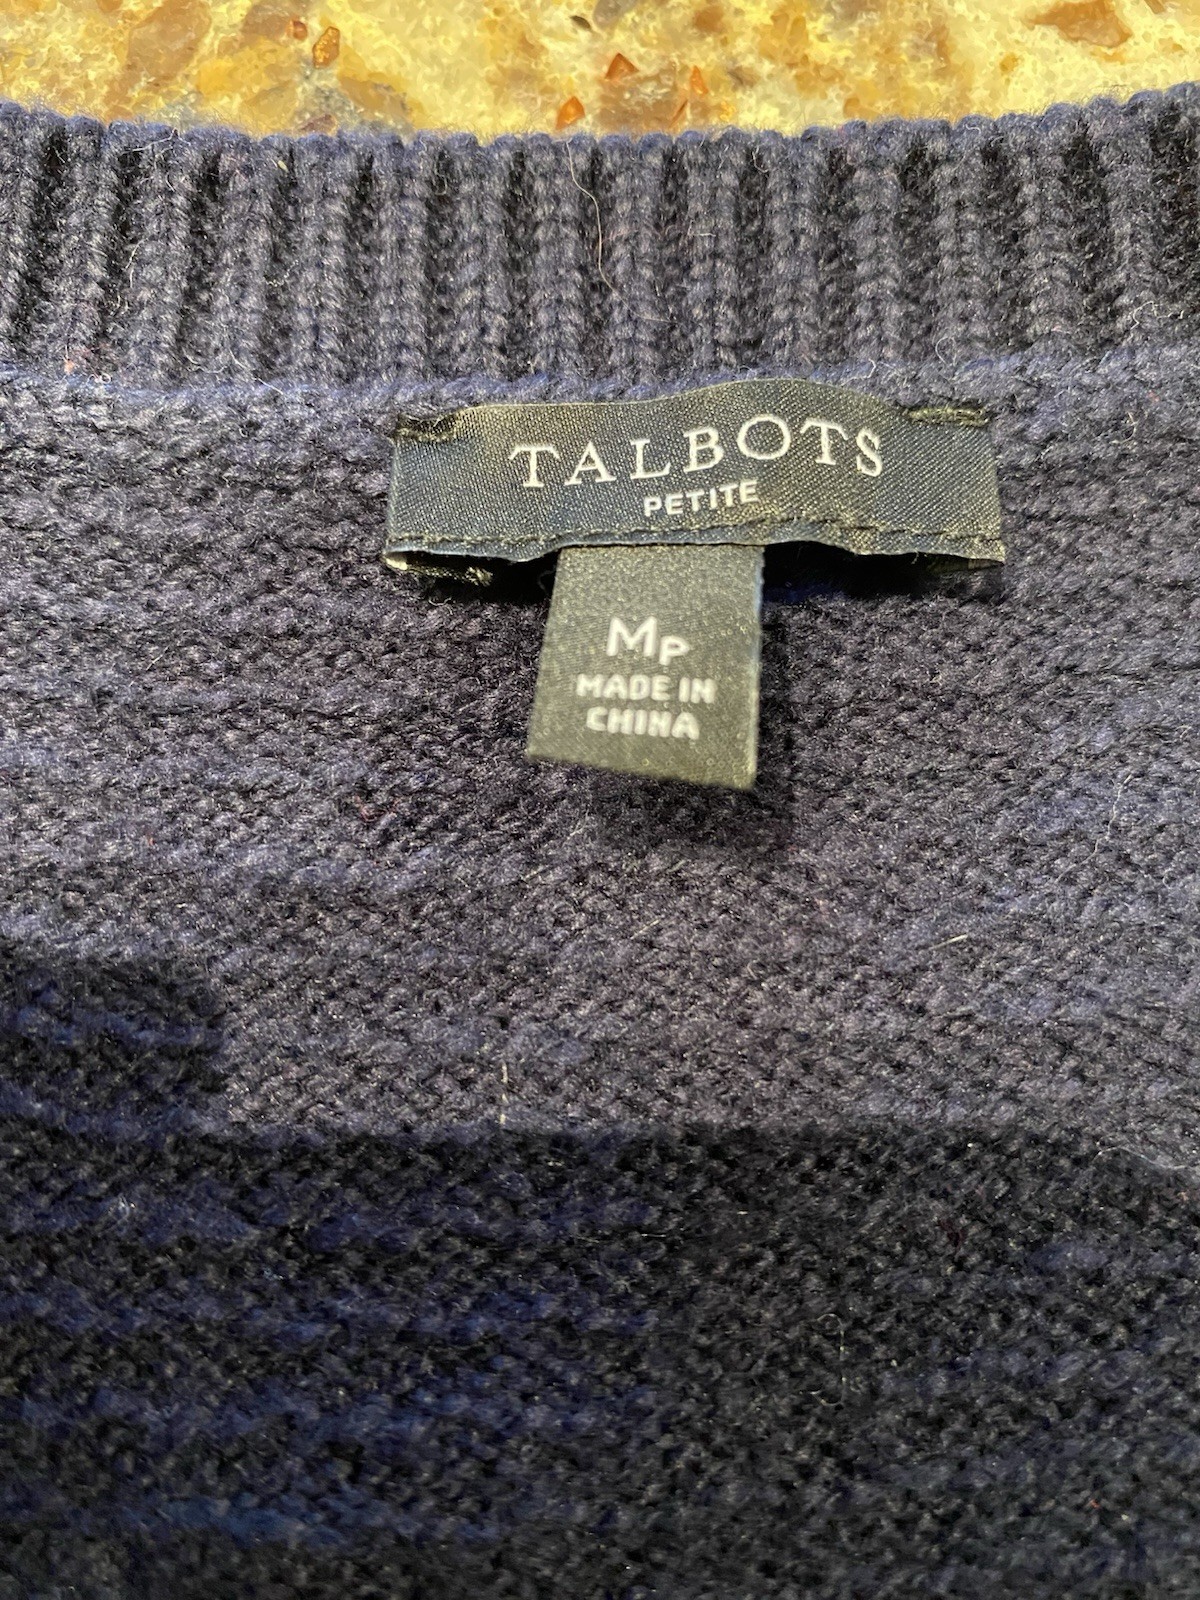 TALBOTS
PETITE
MP
MADE IN
CHINA